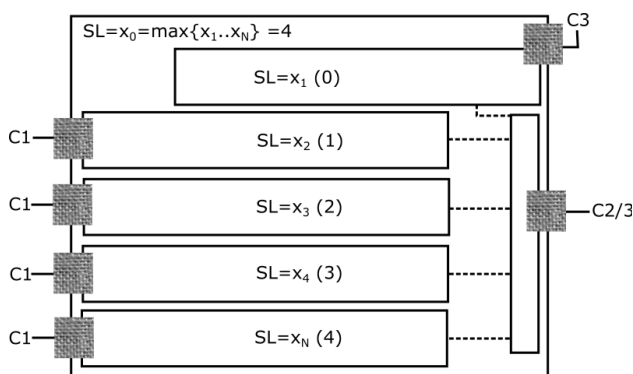 C3
SL=x₀=max{x₁..x_N} =4
SL=x₁ (0)
C1
SL=x₂ (1)
C1
SL=x₃ (2)
C2/3
C1
SL=x₄ (3)
C1
SL=x_N (4)